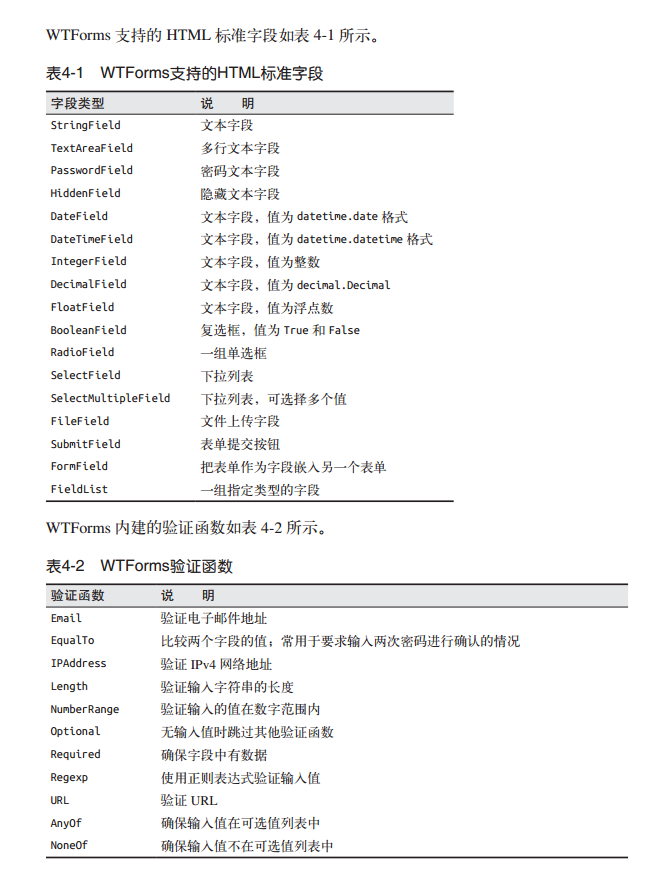 WTForms 支持的 HTML 标准字段如表 4-1 所示。
表4-1 WTForms支持的HTML标准字段
字段类型 说 明
StringField 文本字段
TextAreaField 多行文本字段
PasswordField 密码文本字段
HiddenField 隐藏文本字段
DateField 文本字段，值为 datetime.date 格式
DateTimeField 文本字段，值为 datetime.datetime 格式
IntegerField 文本字段，值为整数
DecimalField 文本字段，值为 decimal.Decimal
FloatField 文本字段，值为浮点数
BooleanField 复选框，值为 True 和 False
RadioField 一组单选框
SelectField 下拉列表
SelectMultipleField 下拉列表，可选择多个值
FileField 文件上传字段
SubmitField 表单提交按钮
FormField 把表单作为字段嵌入另一个表单
FieldList 一组指定类型的字段
WTForms 内建的验证函数如表 4-2 所示。
表4-2 WTForms验证函数
验证函数 说 明
Email 验证电子邮件地址
EqualTo 比较两个字段的值；常用于要求输入两次密码进行确认的情况
IPAddress 验证 IPv4 网络地址
Length 验证输入字符串的长度
NumberRange 验证输入的值在数字范围内
Optional 无输入值时跳过其他验证函数
Required 确保字段中有数据
Regexp 使用正则表达式验证输入值
URL 验证 URL
AnyOf 确保输入值在可选值列表中
NoneOf 确保输入值不在可选值列表中